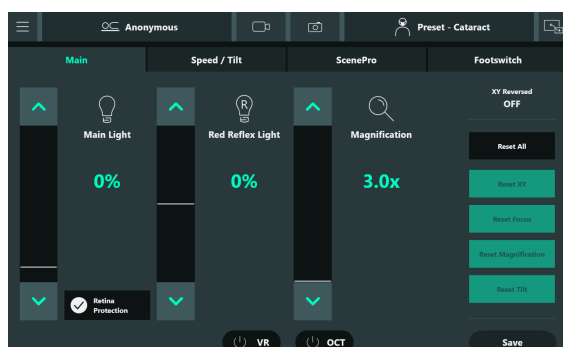 Anonymous
Preset - Cataract
Main
Speed / Tilt
ScenePro
Footswitch
Main Light
0%
Retina
Protection
R
Red Reflex Light
0%
Magnification
3.0x
XY Reversed
OFF
Reset All
Reset XY
Reset Focus
Reset Magnification
Reset Tilt
VR
OCT
Save